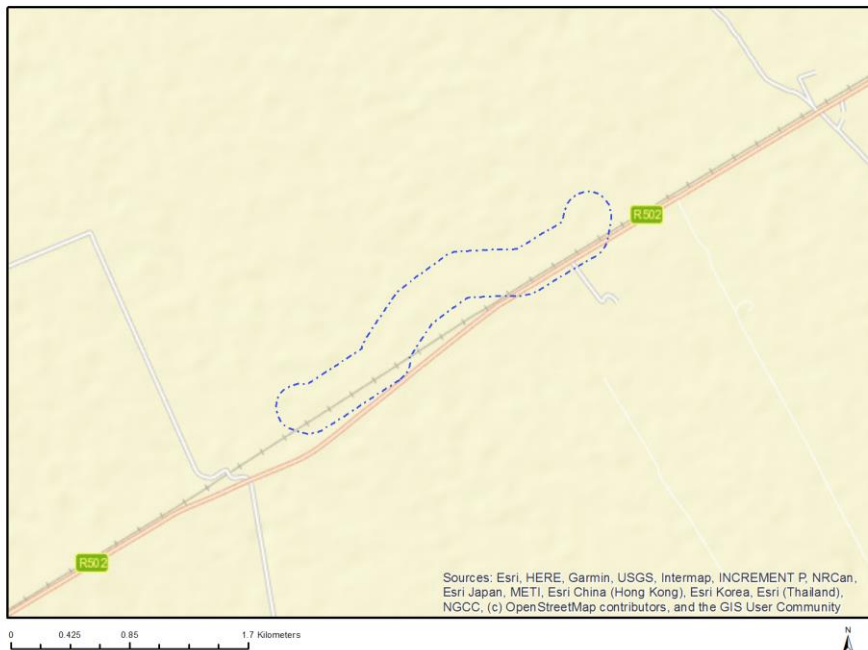 R502
R502
Sources: Esri, HERE, Garmin, USGS, Intermap, INCREMENT P, NRCan,
Esri Japan, METI, Esri China (Hong Kong), Esri Korea, Esri (Thailand),
NGCC, (c) OpenStreetMap contributors, and the GIS User Community
0 0.425 0.85 1.7 Kilometers
N